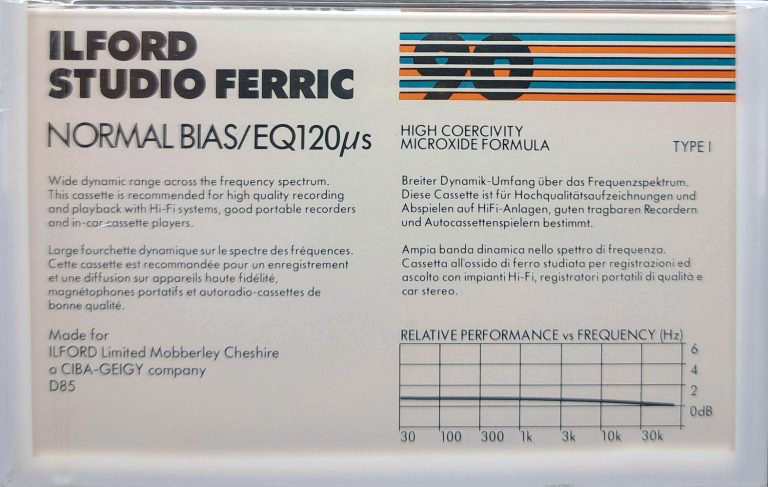 ILFORD
STUDIO FERRIC
90
NORMAL BIAS/EQ120µs
HIGH COERCIVITY
MICROXIDE FORMULA
TYPE I
Wide dynamic range across the frequency spectrum.
This cassette is recommended for high quality recording
and playback with Hi-Fi systems, good portable recorders
and in-car cassette players.
Large fourchette dynamique sur le spectre des fréquences.
Cette cassette est recommandée pour un enregistrement
et une diffusion sur appareils haute fidélité,
magnétophones portatifs et autoradio-cassettes de
bonne qualité.
Made for
ILFORD Limited Mobberley Cheshire
a CIBA-GEIGY company
D85
Breiter Dynamik-Umfang über das Frequenzspektrum.
Diese Cassette ist für Hochqualitätsaufzeichnungen und
Abspielen auf HiFi-Anlagen, guten tragbaren Recordern
und Autocassettenspielern bestimmt.
Ampia banda dinamica nello spettro di frequenza.
Cassetta all'ossido di ferro studiata per registrazioni ed
ascolto con impianti Hi-Fi, registratori portatili di qualità e
car stereo.
RELATIVE PERFORMANCE vs FREQUENCY (Hz)
6
4
2
0dB
30 100 300 1k 3k 10k 30k